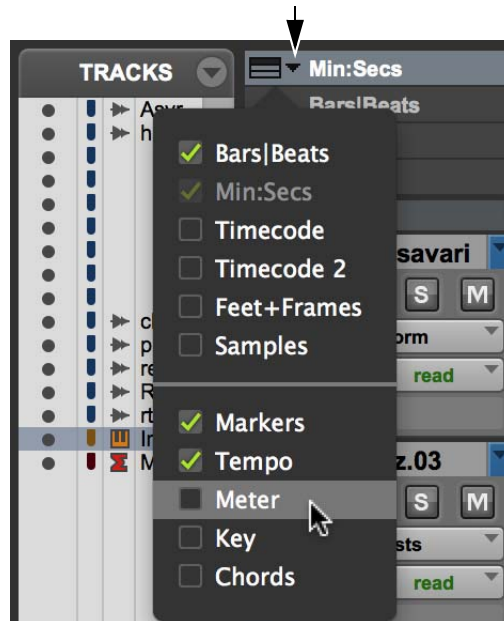 TRACKS
Min:Secs
Bars|Beats
Bars|Beats
Min:Secs
Timecode
Timecode 2
Feet+Frames
Samples
Markers
Tempo
Meter
Key
Chords
savari
S M
orm
read
z.03
S M
sts
read